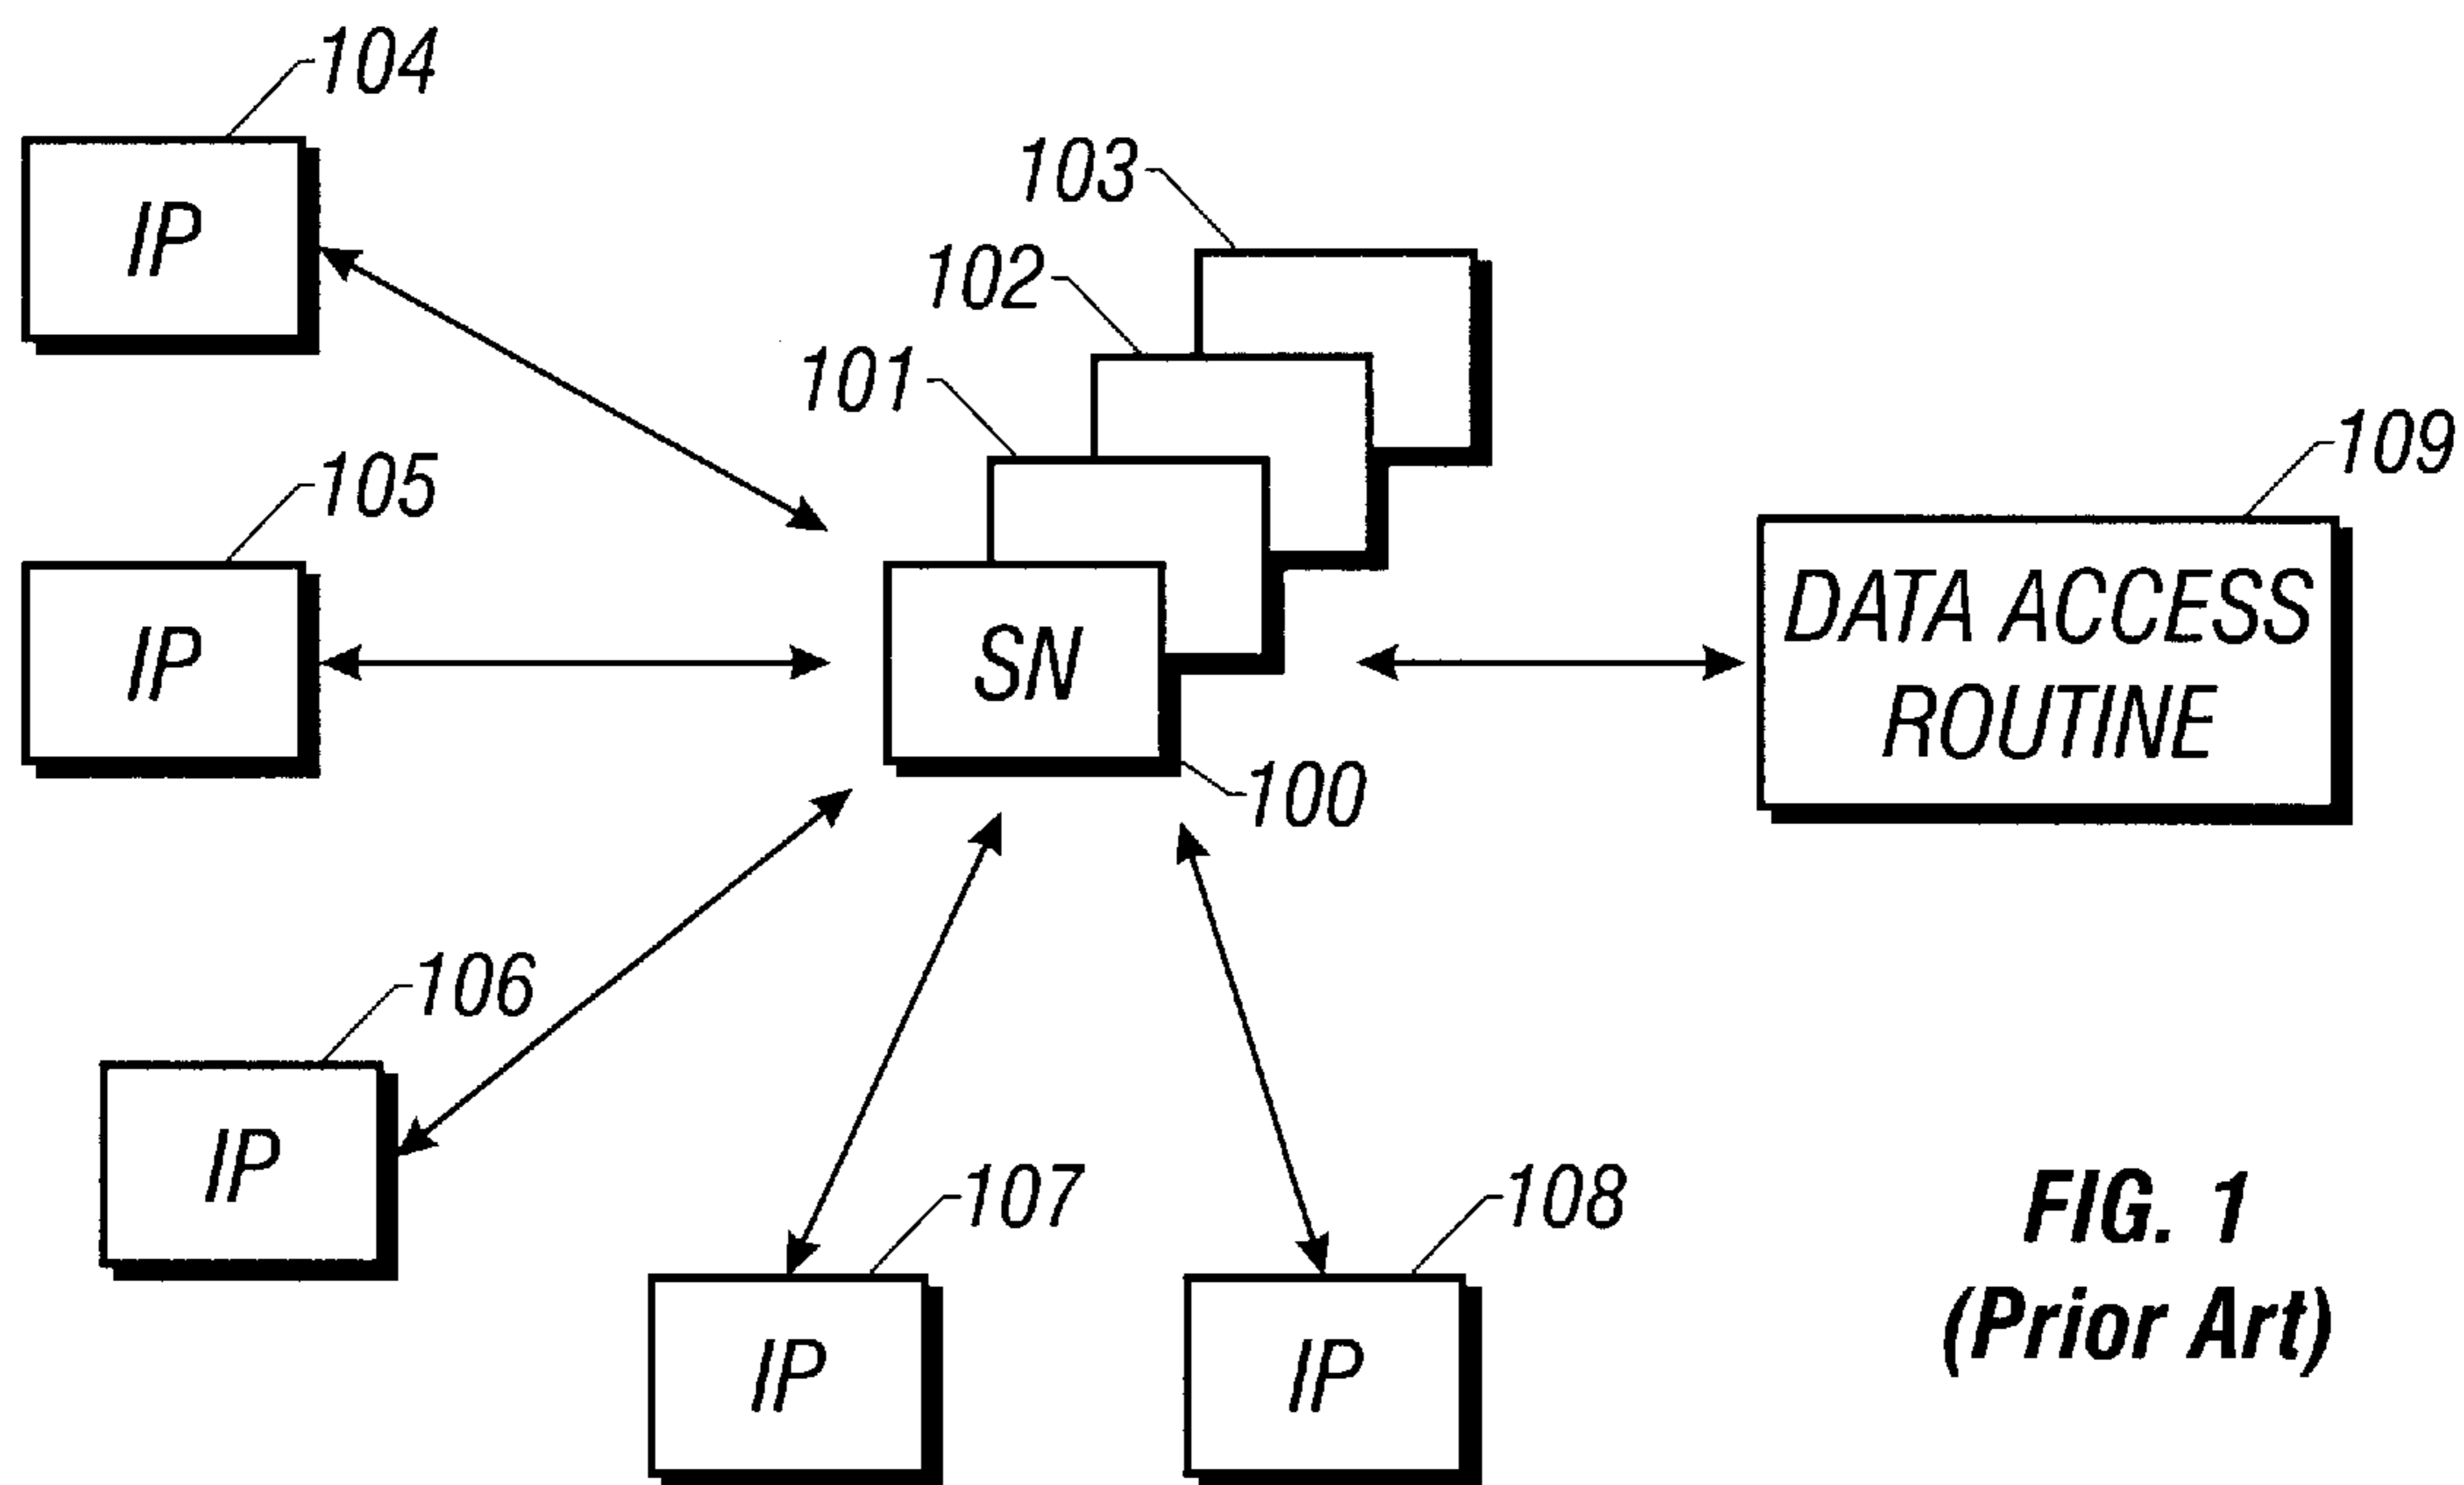 104
IP
103
102
101
105
IP
SN
100
109
DATA ACCESS
ROUTINE
106
IP
107
IP
108
IP
FIG. 1
(Prior Art)